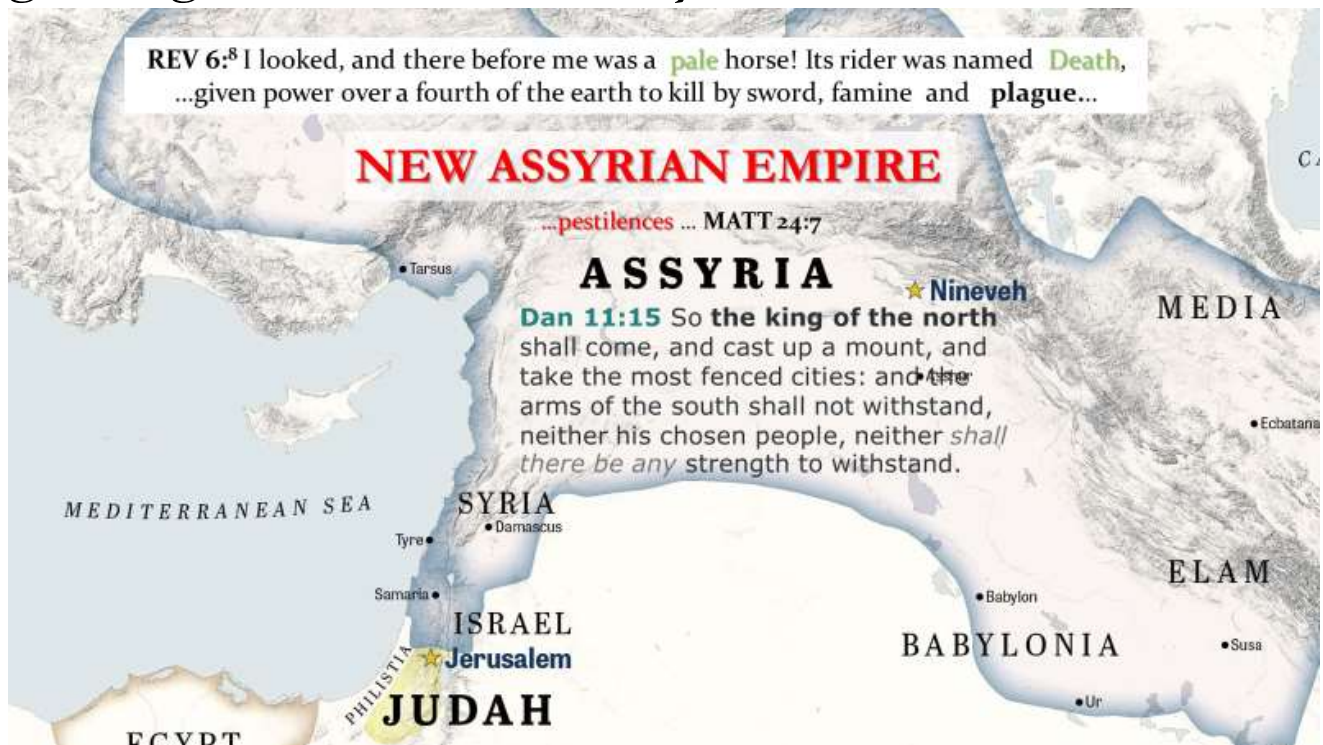 REV 6:⁸ I looked, and there before me was a pale horse! Its rider was named Death,
...given power over a fourth of the earth to kill by sword, famine and plague...
NEW ASSYRIAN EMPIRE
...pestilences ... MATT 24:7
Tarsus
ASSYRIA
Nineveh
MEDIA
Dan 11:15 So the king of the north
shall come, and cast up a mount, and
take the most fenced cities: and the
arms of the south shall not withstand,
neither his chosen people, neither shall
there be any strength to withstand.
Ecbatana
MEDITERRANEAN SEA
SYRIA
Damascus
Tyre
Samaria
ISRAEL
Jerusalem
PHILISTIA
JUDAH
EGYPT
Babylon
BABYLONIA
ELAM
Susa
Ur